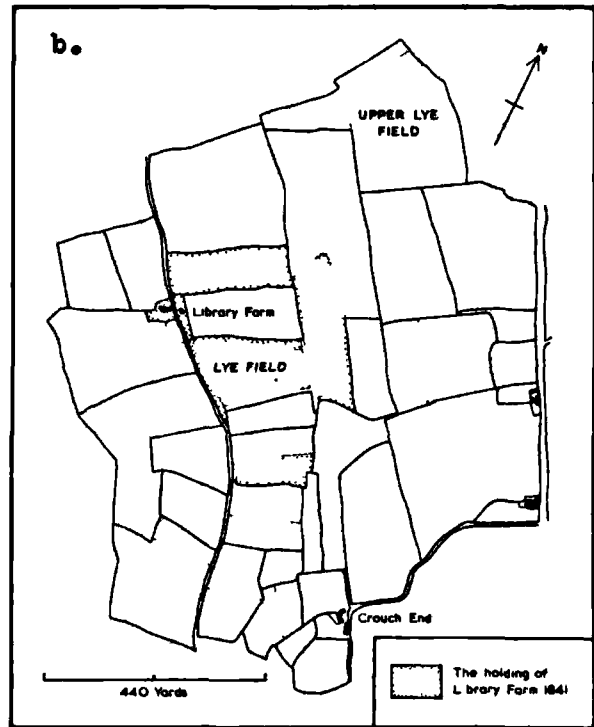 b.
N
UPPER LYE
FIELD
Library Farm
LYE FIELD
Crouch End
440 Yards
The holding of
Library Farm 1841